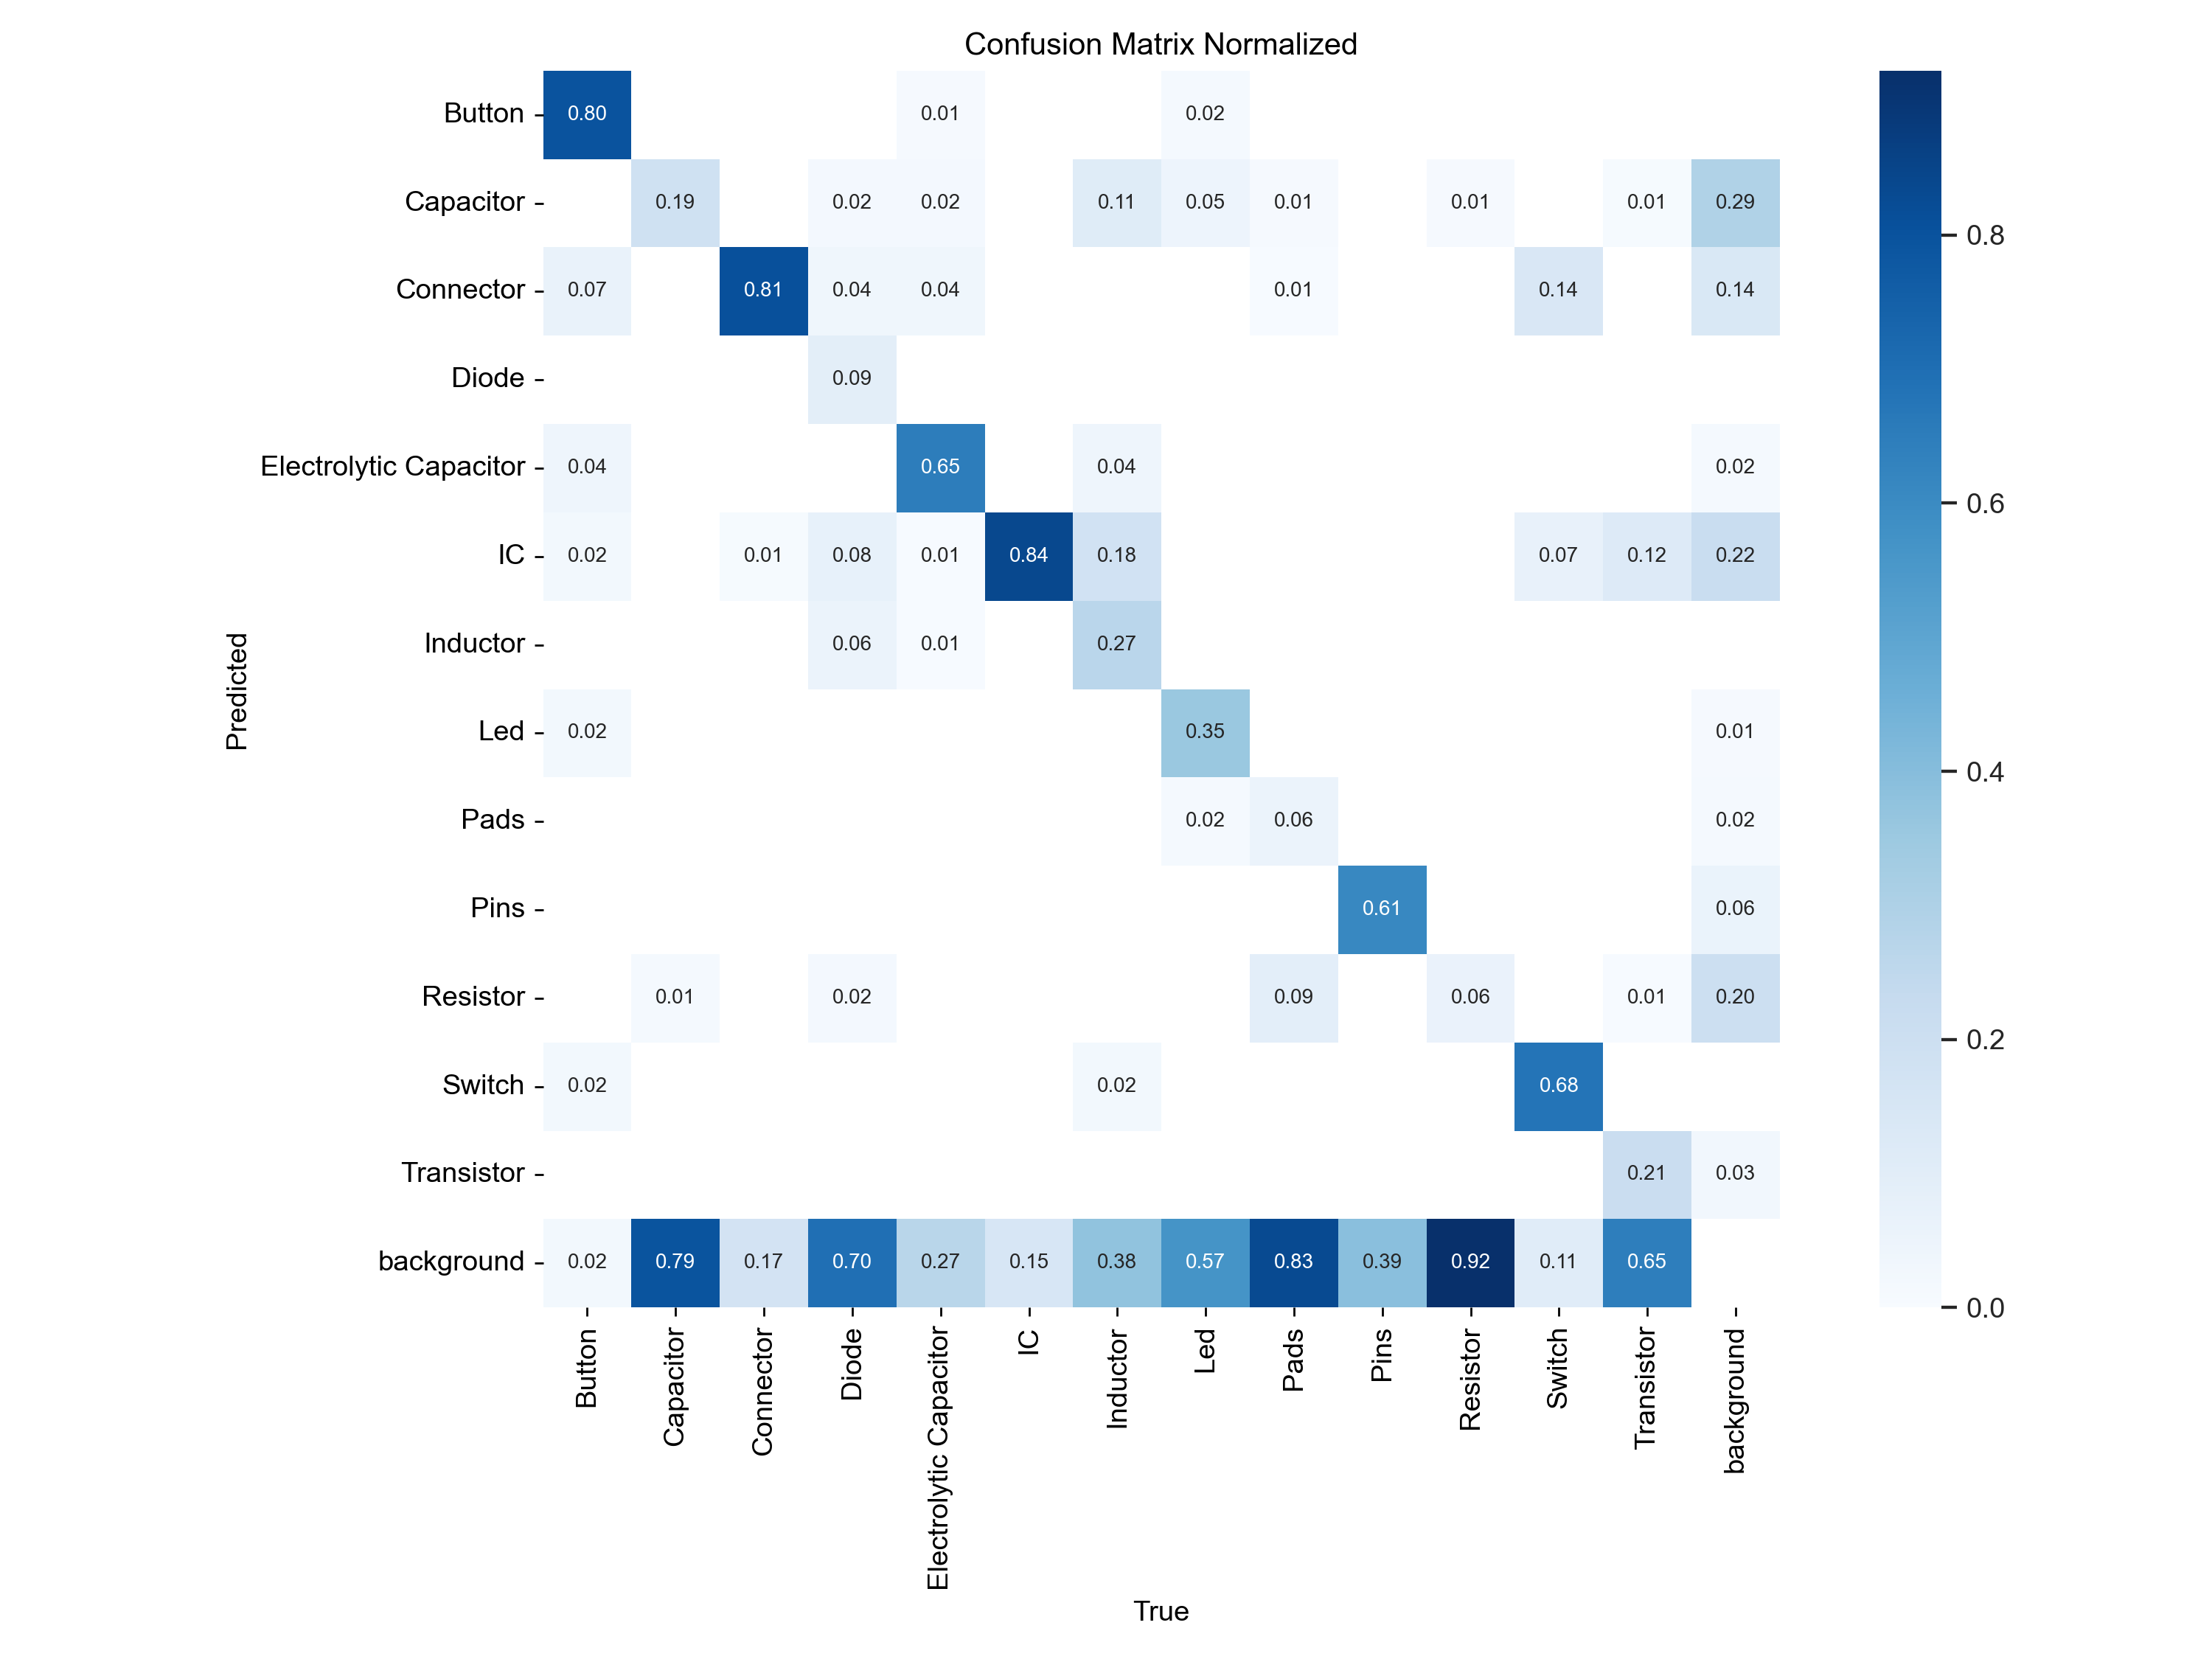 Confusion Matrix Normalized
Button 0.80 0.01 0.02
Capacitor 0.19 0.02 0.02 0.11 0.05 0.01 0.01 0.01 0.29
Connector 0.07 0.81 0.04 0.04 0.01 0.14 0.14
Diode 0.09
Electrolytic Capacitor 0.04 0.65 0.04 0.02
IC 0.02 0.01 0.08 0.01 0.84 0.18 0.07 0.12 0.22
Inductor 0.06 0.01 0.27
Led 0.02 0.35 0.01
Pads 0.02 0.06 0.02
Pins 0.61 0.06
Resistor 0.01 0.02 0.09 0.06 0.01 0.20
Switch 0.02 0.02 0.68
Transistor 0.21 0.03
background 0.02 0.79 0.17 0.70 0.27 0.15 0.38 0.57 0.83 0.39 0.92 0.11 0.65
Predicted
Button
Capacitor
Connector
Diode
Electrolytic Capacitor
IC
Inductor
Led
Pads
Pins
Resistor
Switch
Transistor
background
True
0.8
0.6
0.4
0.2
0.0